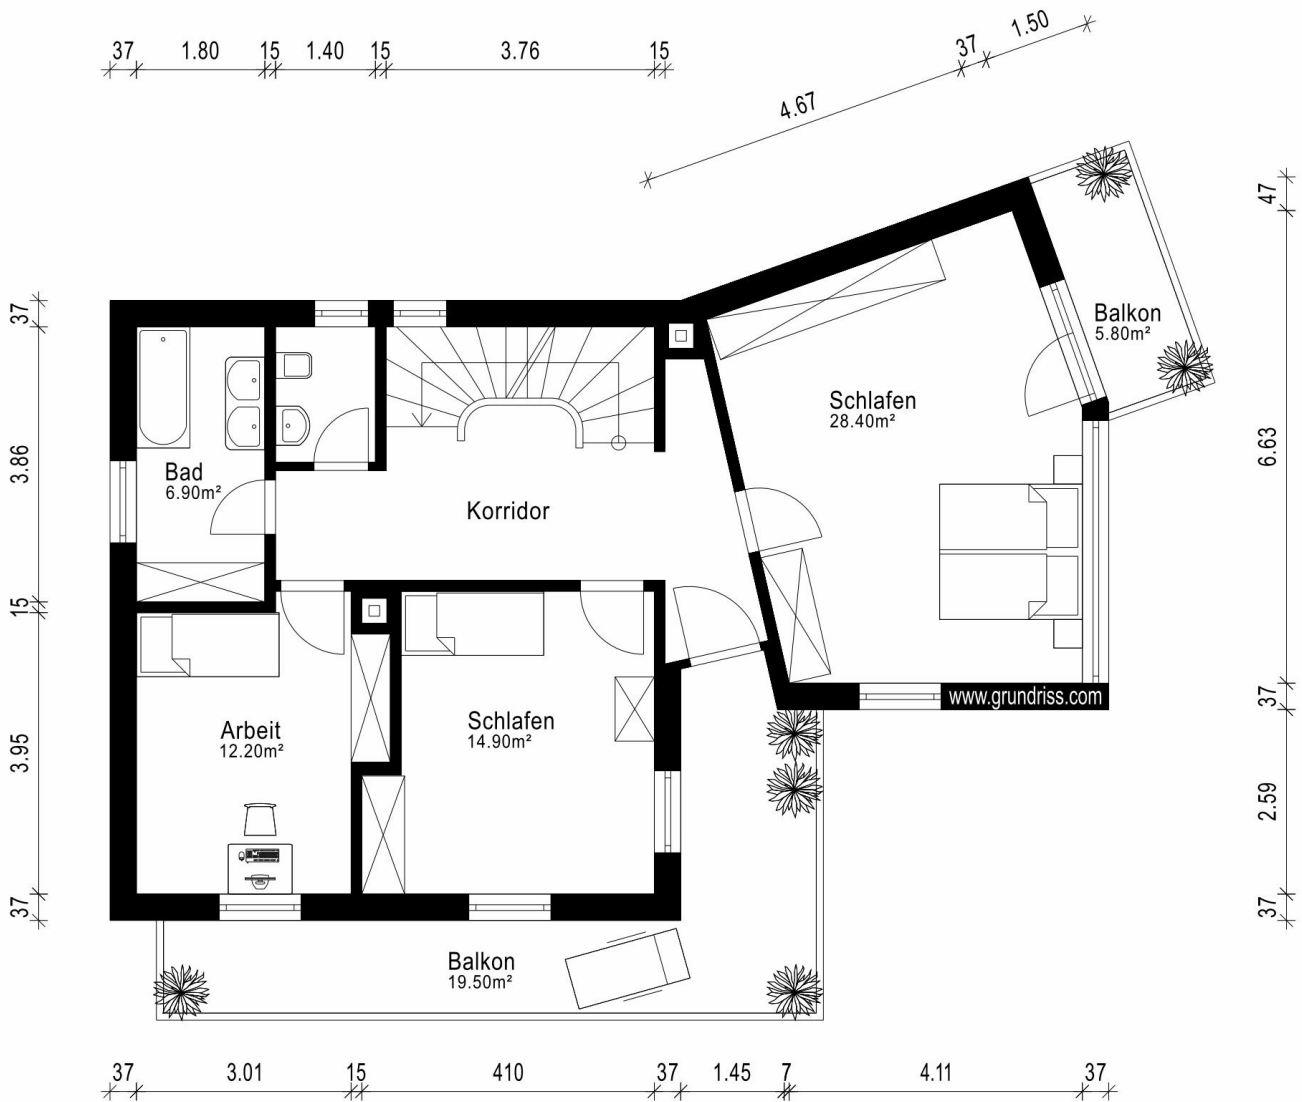 37 1.80 15 1.40 15 3.76 15
4.67 37 1.50
47
6.63
37
2.59
37
37
3.86
15
3.95
37
Balkon
5.80m²
Schlafen
28.40m²
Bad
6.90m²
Korridor
www.grundriss.com
Arbeit
12.20m²
Schlafen
14.90m²
Balkon
19.50m²
37 3.01 15 410 37 1.45 7 4.11 37